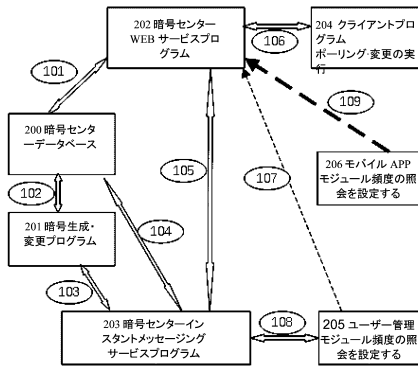 202 暗号センター
WEB サービスプロ
グラム
204 クライアントプロ
グラム
ポーリング·変更の実
行
106
101
109
200 暗号センタ
ーデータベース
105
107
206 モバイル APP
モジュール頻度の照
会を設定する
102
104
201 暗号生成・
変更プログラム
103
203 暗号センターイン
スタントメッセージング
サービスプログラム
108
205 ユーザー管理
モジュール頻度の照
会を設定する